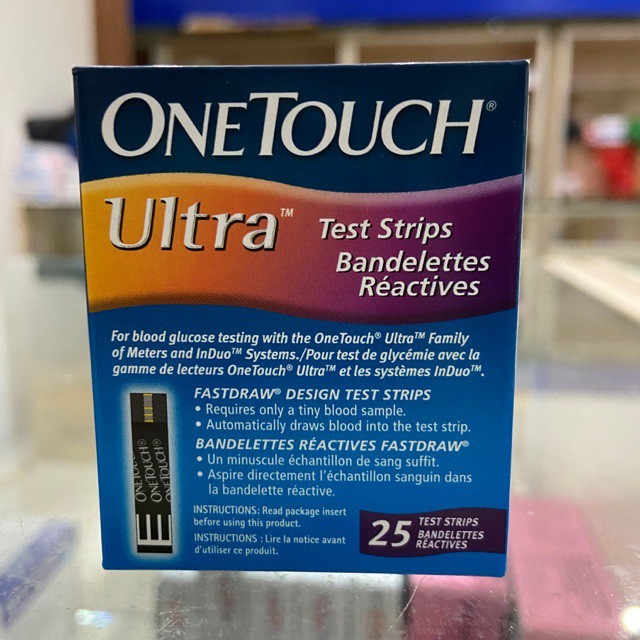 ONETOUCH®
Ultra™
Test Strips
Bandelettes
Réactives
For blood glucose testing with the OneTouch® Ultra™ Family
of Meters and InDuo™ Systems./Pour test de glycémie avec la
gamme de lecteurs OneTouch® Ultra™ et les systèmes InDuo™.
FASTDRAW® DESIGN TEST STRIPS
• Requires only a tiny blood sample.
• Automatically draws blood into the test strip.
BANDELETTES RÉACTIVES FASTDRAW®
• Un minuscule échantillon de sang suffit.
• Aspire directement l'échantillon sanguin dans
la bandelette réactive.
INSTRUCTIONS: Read package insert
before using this product.
INSTRUCTIONS : Lire la notice avant
d'utiliser ce produit.
25 TEST STRIPS
BANDELETTES
RÉACTIVES
ONETOUCH®
ONETOUCH®
ONETOUCH®